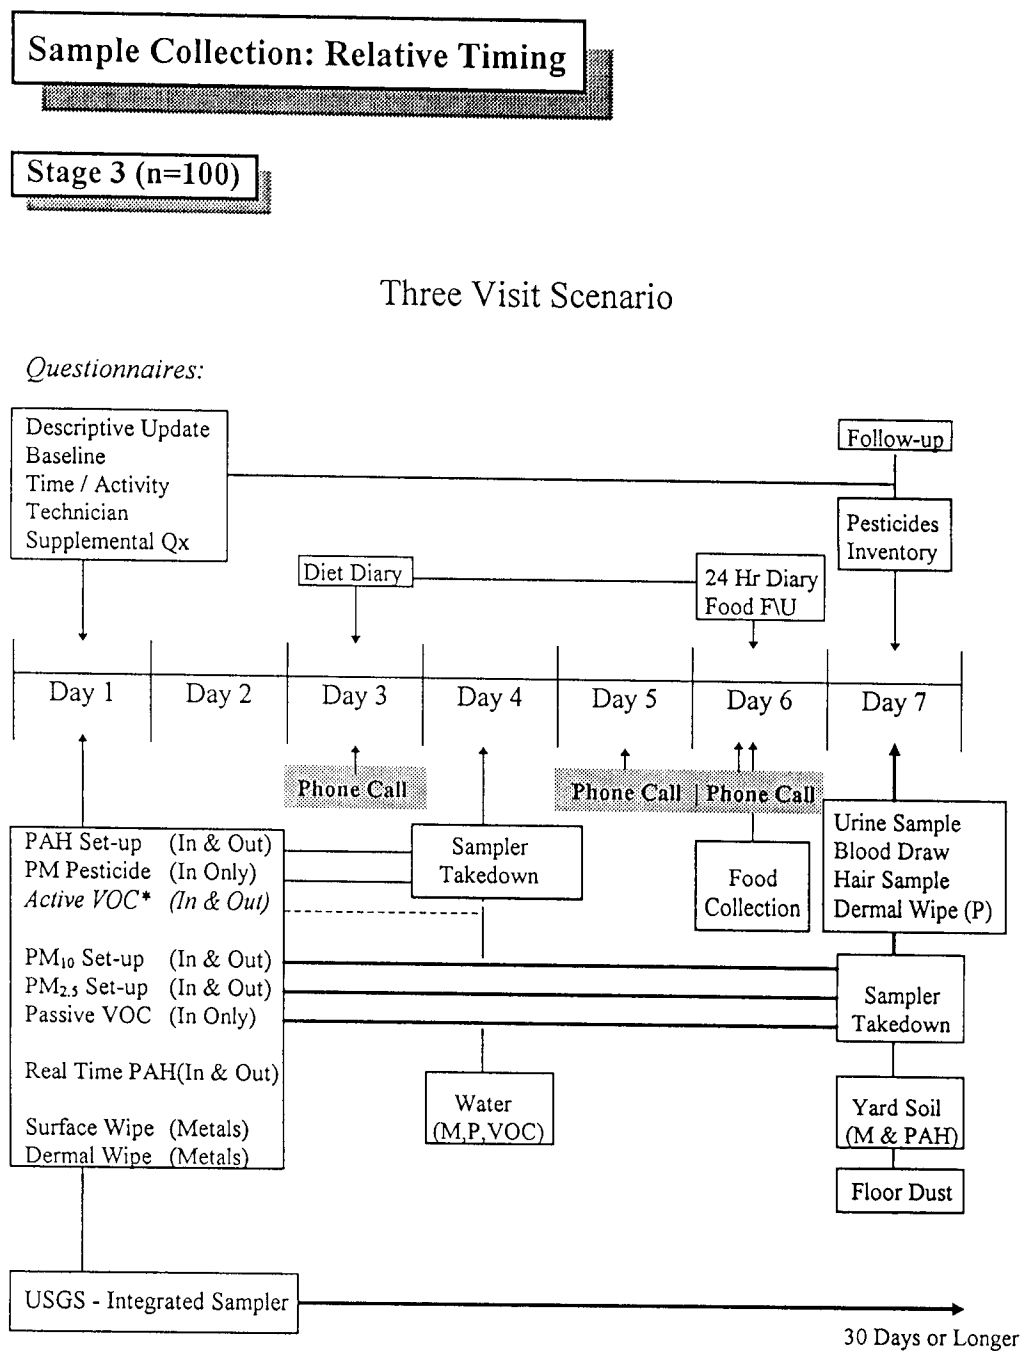 Sample Collection: Relative Timing
Stage 3 (n=100)
Three Visit Scenario
Questionnaires:
Descriptive Update
Baseline
Time / Activity
Technician
Supplemental Qx
Follow-up
Pesticides
Inventory
Diet Diary
24 Hr Diary
Food F\U
Day 1
Day 2
Day 3
Day 4
Day 5
Day 6
Day 7
Phone Call
Phone Call | Phone Call
PAH Set-up (In & Out)
PM Pesticide (In Only)
Active VOC* (In & Out)
PM10 Set-up (In & Out)
PM2.5 Set-up (In & Out)
Passive VOC (In Only)
Real Time PAH(In & Out)
Surface Wipe (Metals)
Dermal Wipe (Metals)
Sampler
Takedown
Food
Collection
Urine Sample
Blood Draw
Hair Sample
Dermal Wipe (P)
Sampler
Takedown
Water
(M,P,VOC)
Yard Soil
(M & PAH)
Floor Dust
USGS - Integrated Sampler
30 Days or Longer